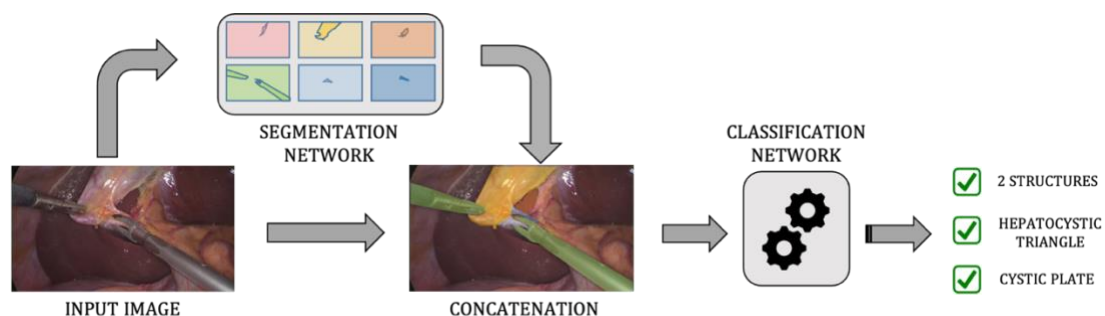 SEGMENTATION
NETWORK
CLASSIFICATION
NETWORK
2 STRUCTURES
HEPATOCYSTIC
TRIANGLE
CYSTIC PLATE
INPUT IMAGE
CONCATENATION